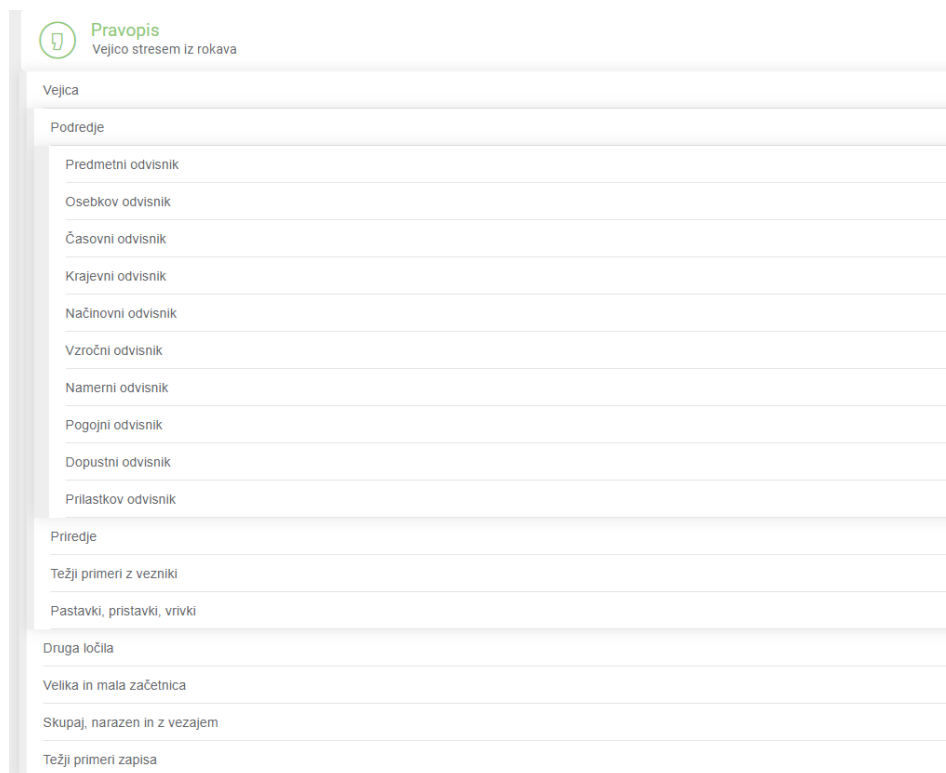 Pravopis
Vejico stresem iz rokava
Vejica
Podredje
Predmetni odvisnik
Osebkov odvisnik
Časovni odvisnik
Krajevni odvisnik
Načinovni odvisnik
Vzročni odvisnik
Namerni odvisnik
Pogojni odvisnik
Dopustni odvisnik
Prilastkov odvisnik
Priredje
Težji primeri z vezniki
Pastavki, pristavki, vrivki
Druga ločila
Velika in mala začetnica
Skupaj, narazen in z vezajem
Težji primeri zapisa